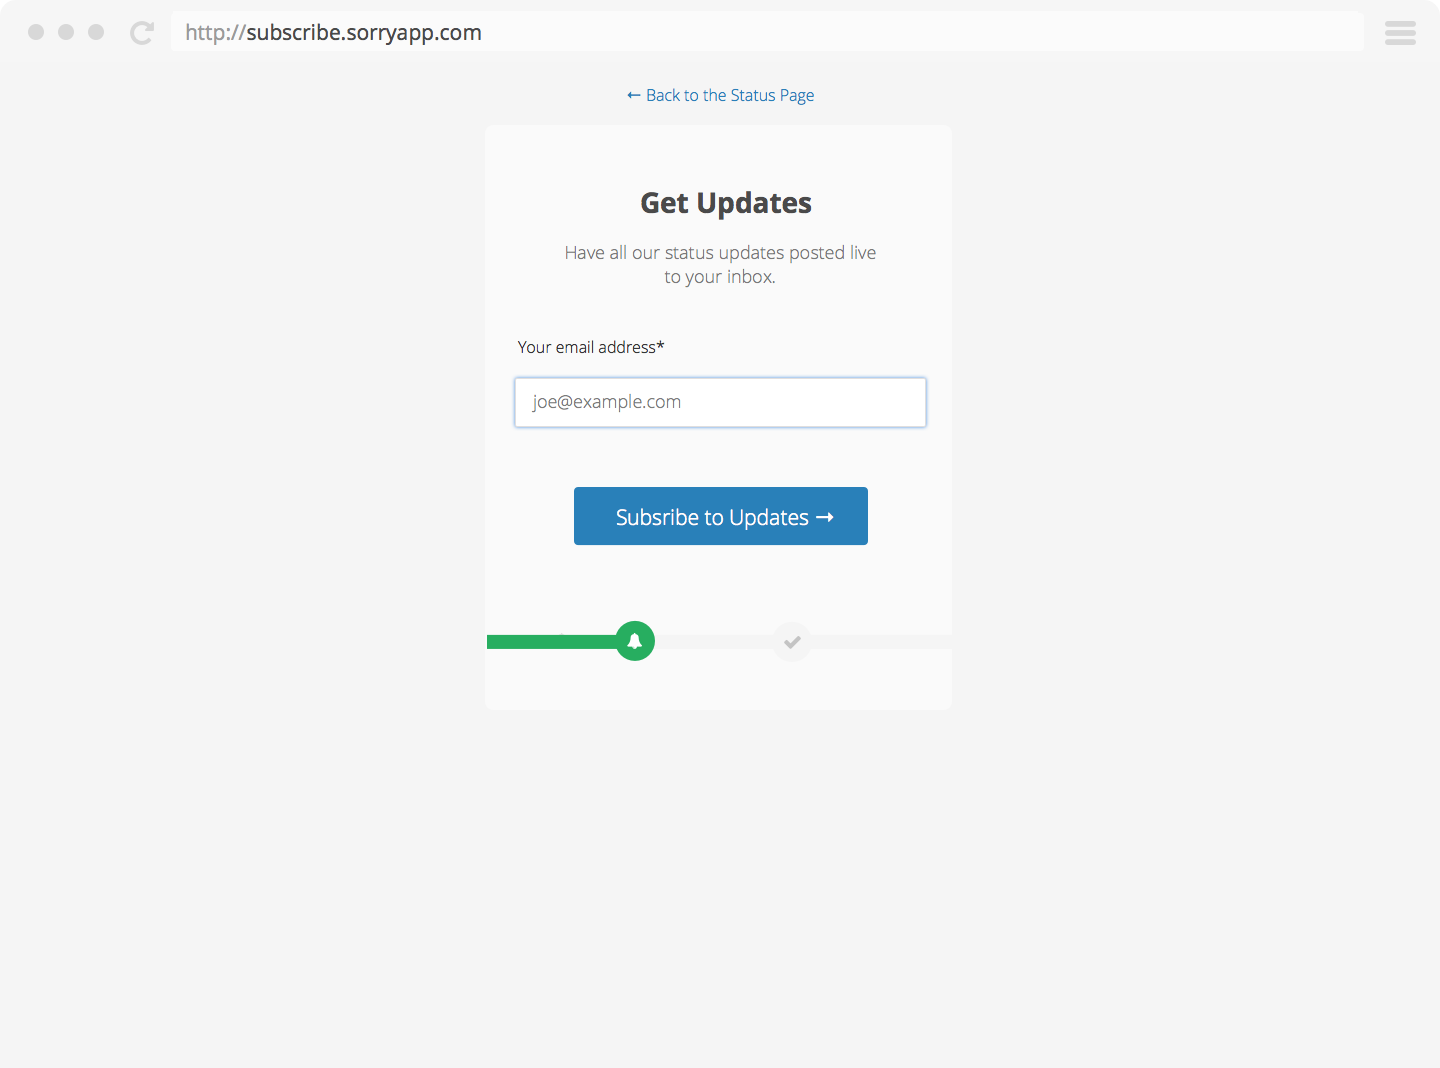 http://subscribe.sorryapp.com
← Back to the Status Page
Get Updates
Have all our status updates posted live
to your inbox.
Your email address*
joe@example.com
Subsribe to Updates →